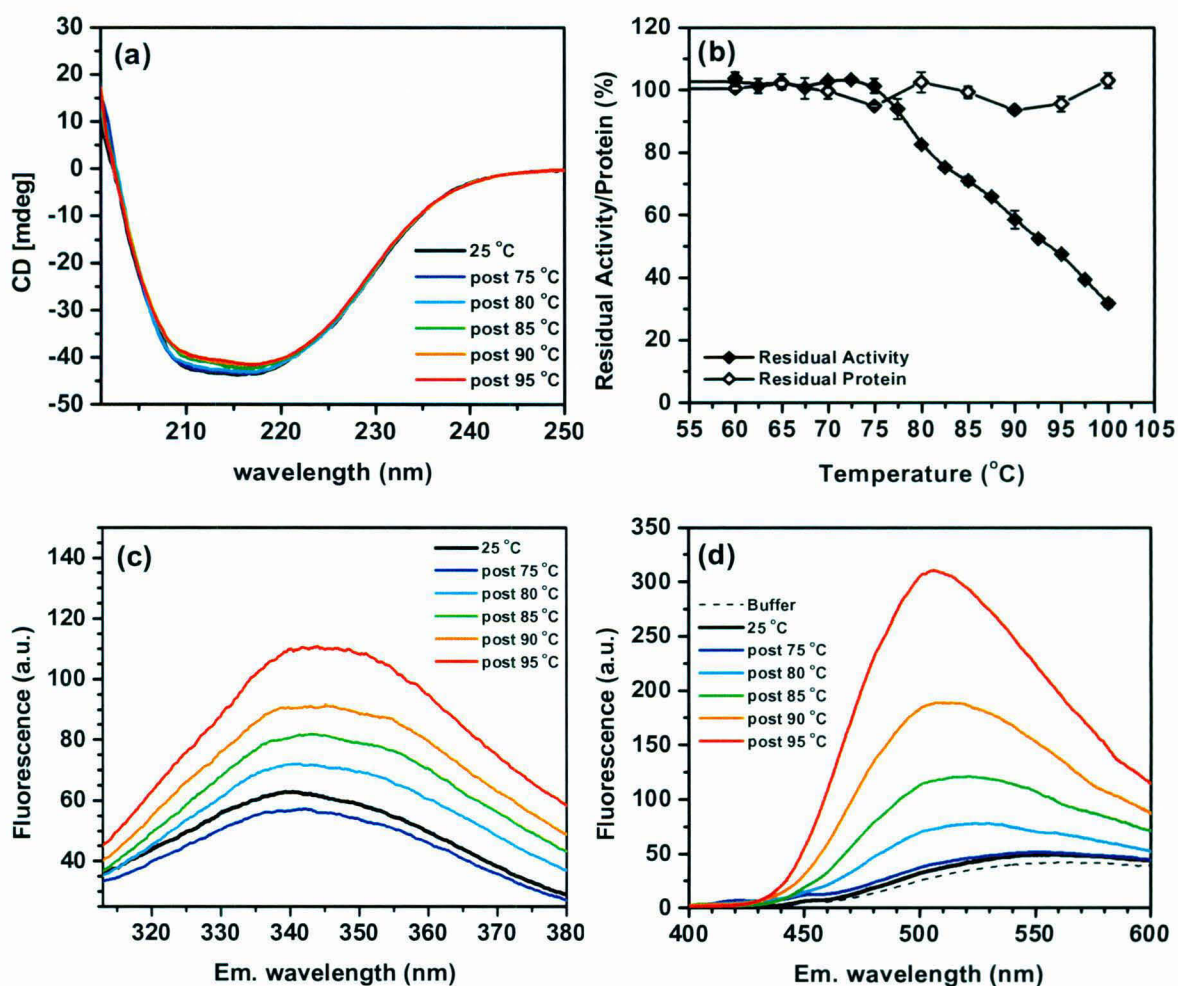 (a)
30
20
10
0
-10
-20
-30
-40
-50
CD [mdeg]
25 °C
post 75 °C
post 80 °C
post 85 °C
post 90 °C
post 95 °C
210 220 230 240 250
wavelength (nm)
(b)
120
100
80
60
40
20
0
Residual Activity/Protein (%)
Residual Activity
Residual Protein
55 60 65 70 75 80 85 90 95 100 105
Temperature (°C)
(c)
140
120
100
80
60
40
Fluorescence (a.u.)
25 °C
post 75 °C
post 80 °C
post 85 °C
post 90 °C
post 95 °C
320 330 340 350 360 370 380
Em. wavelength (nm)
(d)
350
300
250
200
150
100
50
0
Fluorescence (a.u.)
Buffer
25 °C
post 75 °C
post 80 °C
post 85 °C
post 90 °C
post 95 °C
400 450 500 550 600
Em. wavelength (nm)